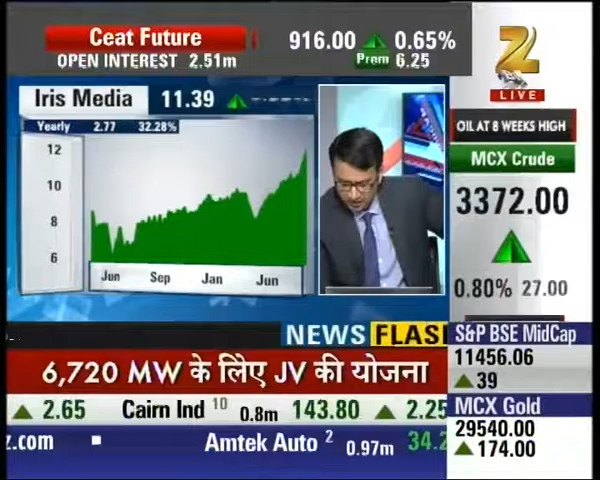 Ceat Future
OPEN INTEREST 2.51m
916.00 0.65%
Prem 6.25
Z
LIVE
Iris Media 11.39
Yearly 2.77 32.28%
12
10
8
6
Jun Sep Jan Jun
OIL AT 8 WEEKS HIGH
MCX Crude
3372.00
0.80% 27.00
NEWS FLAS
6,720 MW के लिए JV की योजना
2.65 Cairn Ind 10 0.8m 143.80 2.25
z.com Amtek Auto 2 0.97m 34.2
S&P BSE MidCap
11456.06
39
MCX Gold
29540.00
174.00